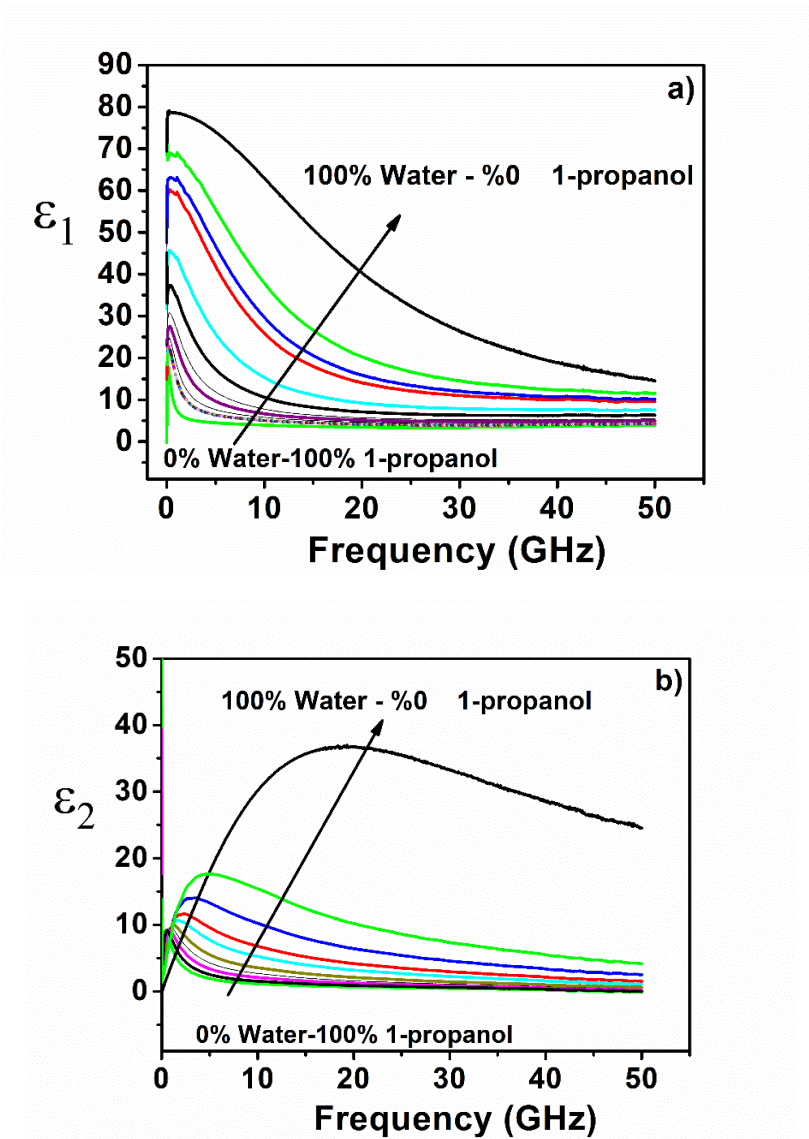 90
a)
80
70
100% Water - %0 1-propanol
60
50
ε1
40
30
20
10
0
0% Water-100% 1-propanol
0 10 20 30 40 50
Frequency (GHz)
50
b)
100% Water - %0 1-propanol
40
30
ε2
20
10
0
0% Water-100% 1-propanol
0 10 20 30 40 50
Frequency (GHz)